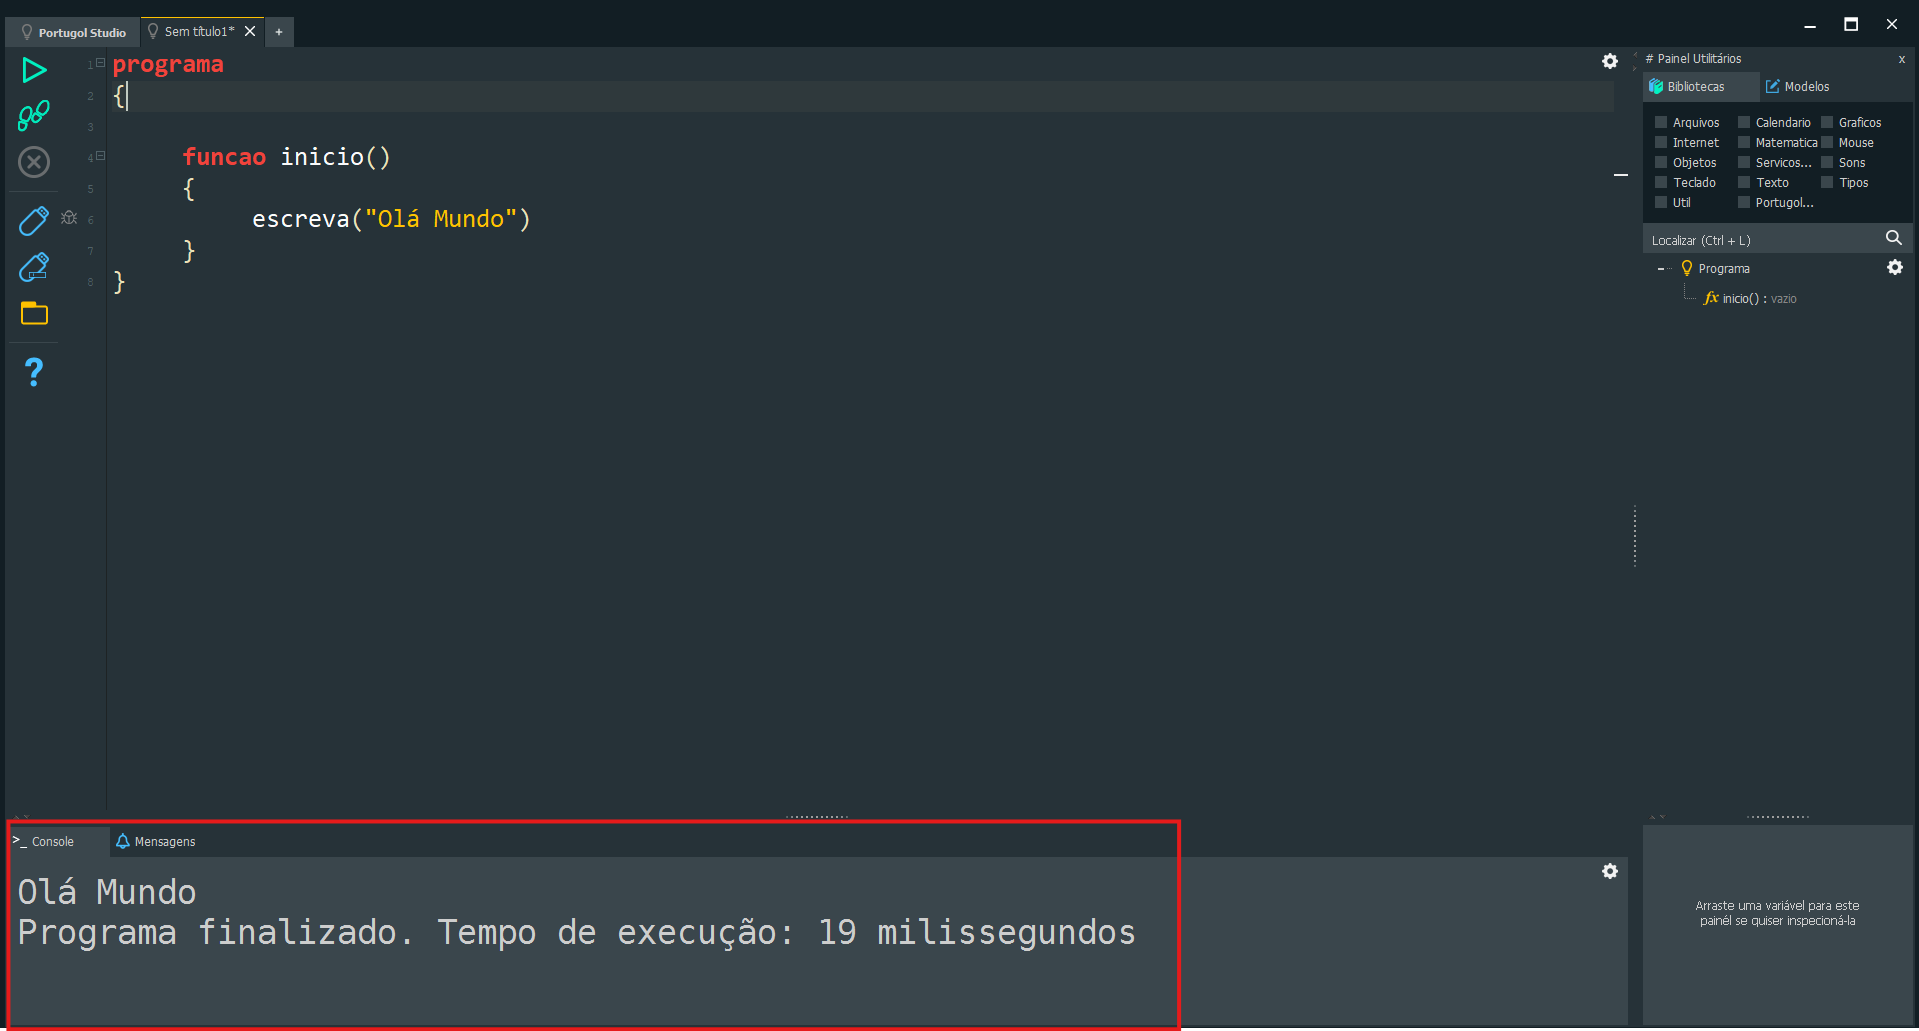 Portugol Studio
Sem título1*
+
1 programa
2 {
3
4 funcao inicio()
5 {
6 escreva("Olá Mundo")
7 }
8 }
# Painel Utilitários
x
Bibliotecas
Modelos
Arquivos Calendario Graficos
Internet Matematica Mouse
Objetos Servicos... Sons
Teclado Texto Tipos
Util Portugol...
Localizar (Ctrl + L)
Programa
fx inicio() : vazio
?
>_ Console
Mensagens
Olá Mundo
Programa finalizado. Tempo de execução: 19 milissegundos
Arraste uma variável para este
painél se quiser inspecioná-la